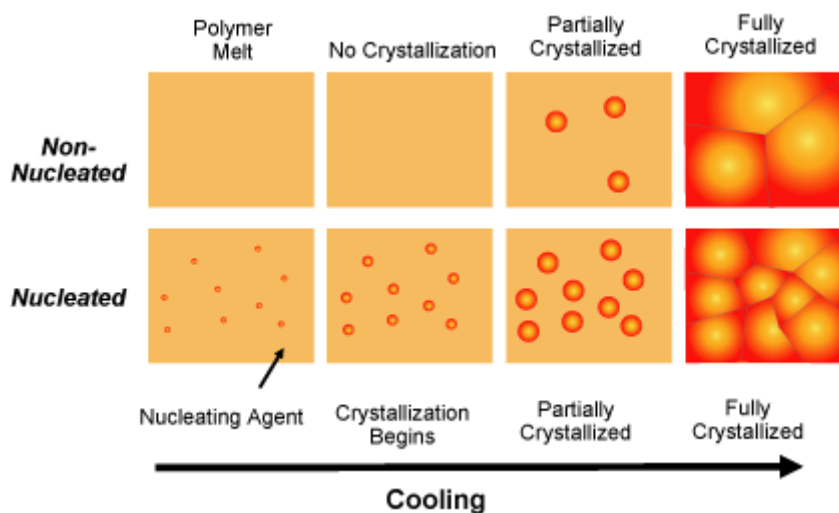 Polymer
Melt
No Crystallization
Partially
Crystallized
Fully
Crystallized
Non-
Nucleated
Nucleated
Nucleating Agent
Crystallization
Begins
Partially
Crystallized
Fully
Crystallized
Cooling